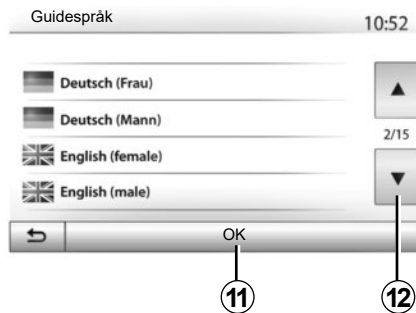 Guidespråk 10:52
Deutsch (Frau)
Deutsch (Mann)
2/15
English (female)
English (male)
OK
11 12